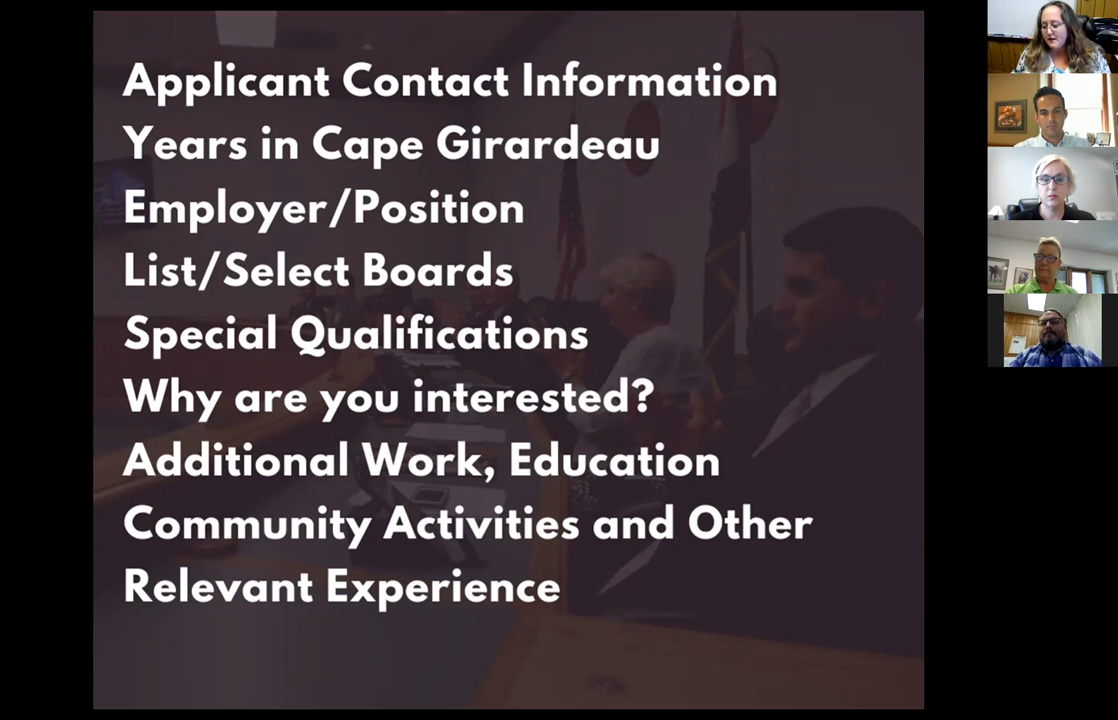 Applicant Contact Information
Years in Cape Girardeau
Employer/Position
List/Select Boards
Special Qualifications
Why are you interested?
Additional Work, Education
Community Activities and Other
Relevant Experience